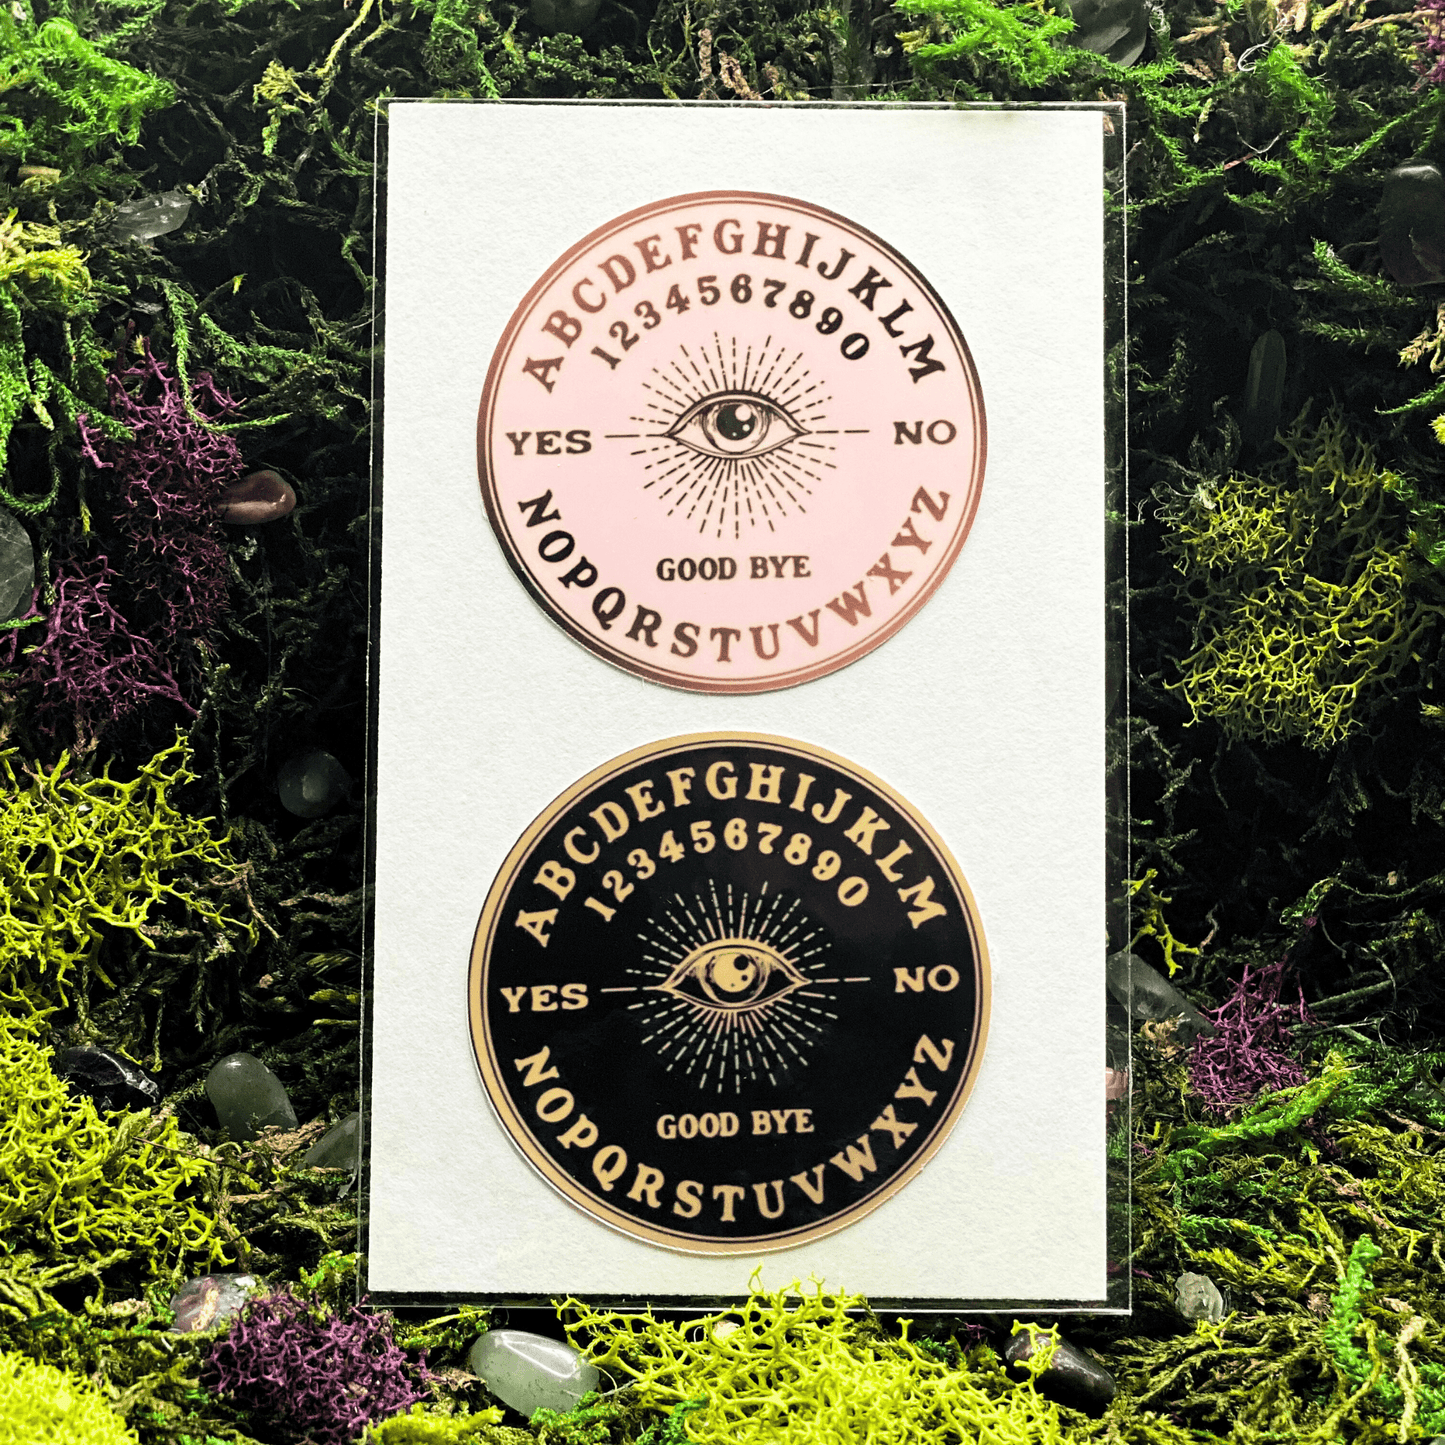 ABCDEFGHIJKLM
1234567890
YES NO
GOOD BYE
NOPQRSTUVWXYZ
ABCDEFGHIJKLM
1234567890
YES NO
GOOD BYE
NOPQRSTUVWXYZ